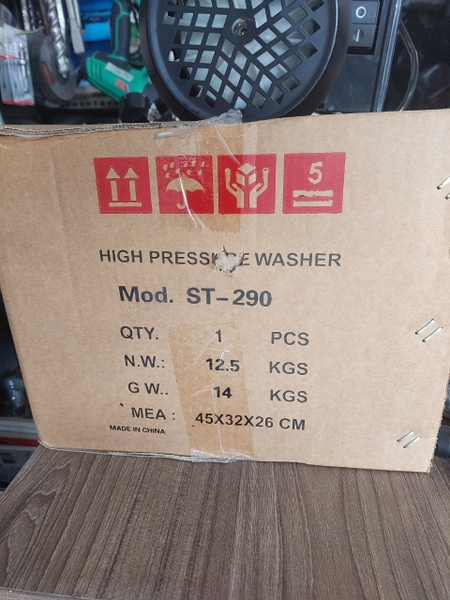 5
HIGH PRESSURE WASHER
Mod. ST-290
QTY. 1 PCS
N.W.: 12.5 KGS
G W.. 14 KGS
MEA : 45X32X26 CM
MADE IN CHINA